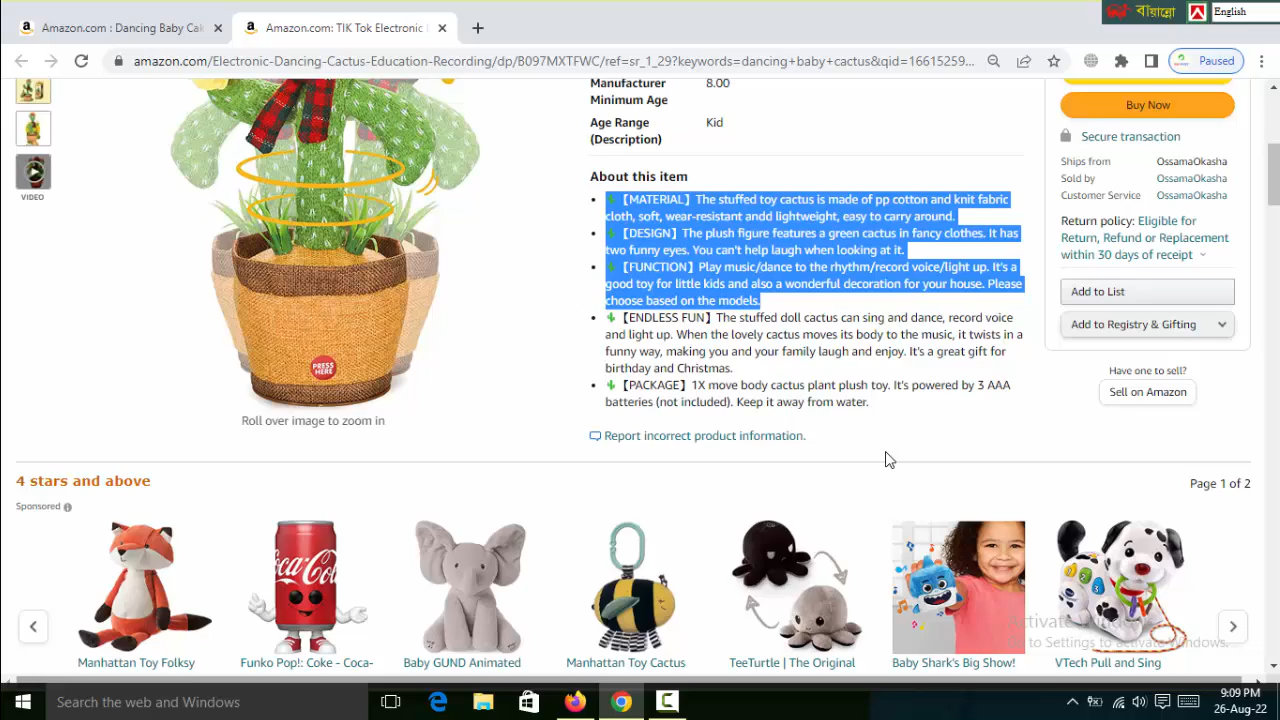 Amazon.com : Dancing Baby Cak
Amazon.com: TIK Tok Electronic
বায়ান্নো
English
amazon.com/Electronic-Dancing-Cactus-Education-Recording/dp/B097MXTFWC/ref=sr_1_29?keywords=dancing+baby+cactus&qid=16615259...
Paused
Manufacturer
Minimum Age
8.00
Age Range
(Description)
Kid
About this item
【MATERIAL】The stuffed toy cactus is made of pp cotton and knit fabric
cloth, soft, wear-resistant andd lightweight, easy to carry around.
【DESIGN】The plush figure features a green cactus in fancy clothes. It has
two funny eyes. You can't help laugh when looking at it.
【FUNCTION】Play music/dance to the rhythm/record voice/light up. It's a
good toy for little kids and also a wonderful decoration for your house. Please
choose based on the models.
【ENDLESS FUN】The stuffed doll cactus can sing and dance, record voice
and light up. When the lovely cactus moves its body to the music, it twists in a
funny way, making you and your family laugh and enjoy. It's a great gift for
birthday and Christmas.
【PACKAGE】1X move body cactus plant plush toy. It's powered by 3 AAA
batteries (not included). Keep it away from water.
Report incorrect product information.
VIDEO
PRESS
HERE
Roll over image to zoom in
Buy Now
Secure transaction
Ships from OssamaOkasha
Sold by OssamaOkasha
Customer Service OssamaOkasha
Return policy: Eligible for
Return, Refund or Replacement
within 30 days of receipt
Add to List
Add to Registry & Gifting
Have one to sell?
Sell on Amazon
4 stars and above
Page 1 of 2
Sponsored
Coca-Cola
Manhattan Toy Folksy
Funko Pop!: Coke - Coca-
Baby GUND Animated
Manhattan Toy Cactus
TeeTurtle | The Original
Baby Shark's Big Show!
VTech Pull and Sing
1
2
3
Activate Windows
Go to Settings to activate Windows.
Search the web and Windows
9:09 PM
26-Aug-22